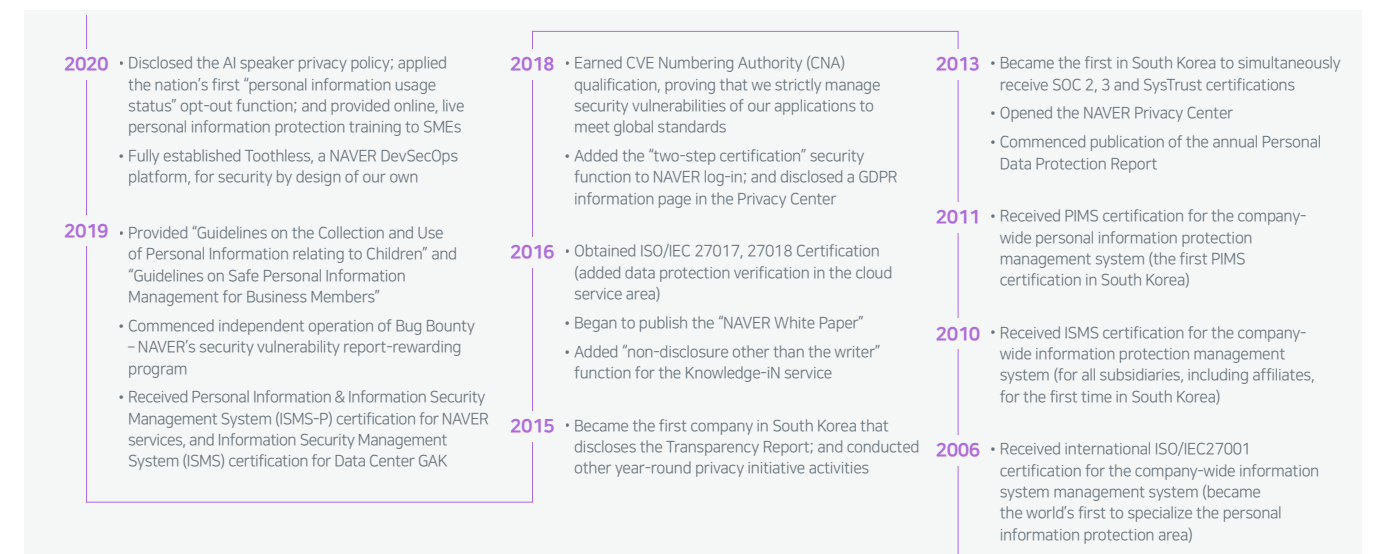 2020
• Disclosed the AI speaker privacy policy; applied
the nation's first “personal information usage
status” opt-out function; and provided online, live
personal information protection training to SMEs
• Fully established Toothless, a NAVER DevSecOps
platform, for security by design of our own
2019
• Provided “Guidelines on the Collection and Use
of Personal Information relating to Children” and
“Guidelines on Safe Personal Information
Management for Business Members”
• Commenced independent operation of Bug Bounty
– NAVER's security vulnerability report-rewarding
program
• Received Personal Information & Information Security
Management System (ISMS-P) certification for NAVER
services, and Information Security Management
System (ISMS) certification for Data Center GAK
2018
• Earned CVE Numbering Authority (CNA)
qualification, proving that we strictly manage
security vulnerabilities of our applications to
meet global standards
• Added the “two-step certification” security
function to NAVER log-in; and disclosed a GDPR
information page in the Privacy Center
2016
• Obtained ISO/IEC 27017, 27018 Certification
(added data protection verification in the cloud
service area)
• Began to publish the “NAVER White Paper”
• Added “non-disclosure other than the writer”
function for the Knowledge-iN service
2015
• Became the first company in South Korea that
discloses the Transparency Report; and conducted
other year-round privacy initiative activities
2013
• Became the first in South Korea to simultaneously
receive SOC 2, 3 and SysTrust certifications
• Opened the NAVER Privacy Center
• Commenced publication of the annual Personal
Data Protection Report
2011
• Received PIMS certification for the company-
wide personal information protection
management system (the first PIMS
certification in South Korea)
2010
• Received ISMS certification for the company-
wide information protection management
system (for all subsidiaries, including affiliates,
for the first time in South Korea)
2006
• Received international ISO/IEC27001
certification for the company-wide information
system management system (became
the world's first to specialize the personal
information protection area)